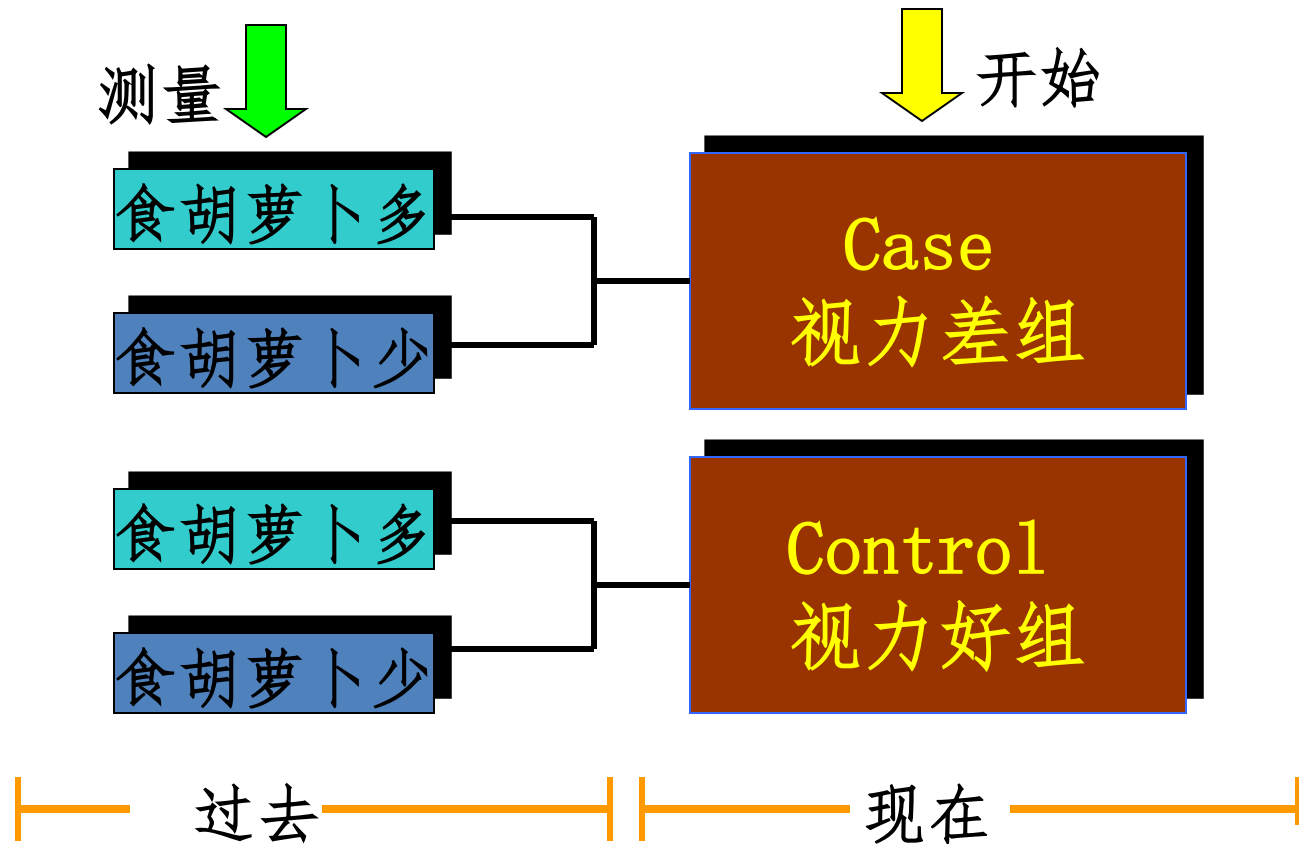 测量
开始
食胡萝卜多
食胡萝卜少
Case
视力差组
食胡萝卜多
食胡萝卜少
Control
视力好组
过去
现在